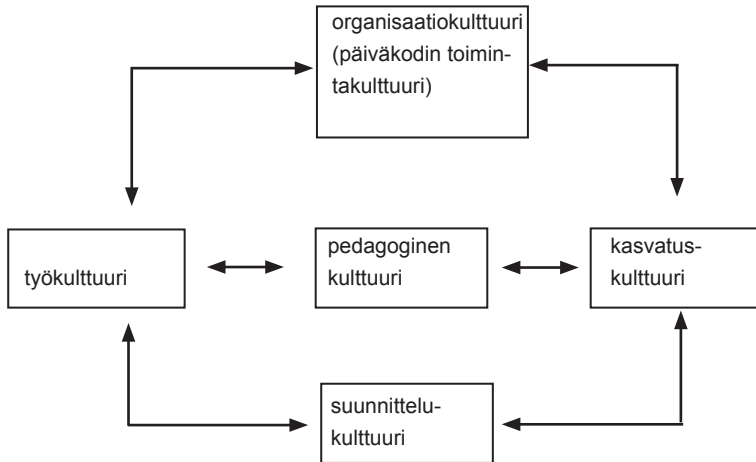 organisaatiokulttuuri
(päiväkodin toimin-
takulttuuri)
työkulttuuri
pedagoginen
kulttuuri
kasvatus-
kulttuuri
suunnittelu-
kulttuuri